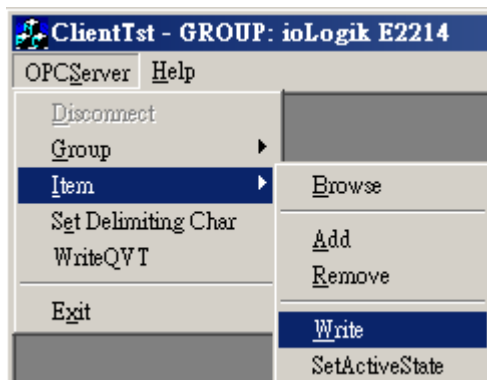 ClientTst - GROUP: ioLogik E2214
OPCServer Help
Disconnect
Group
Item
Set Delimiting Char
WriteQVT
Exit
Browse
Add
Remove
Write
SetActiveState